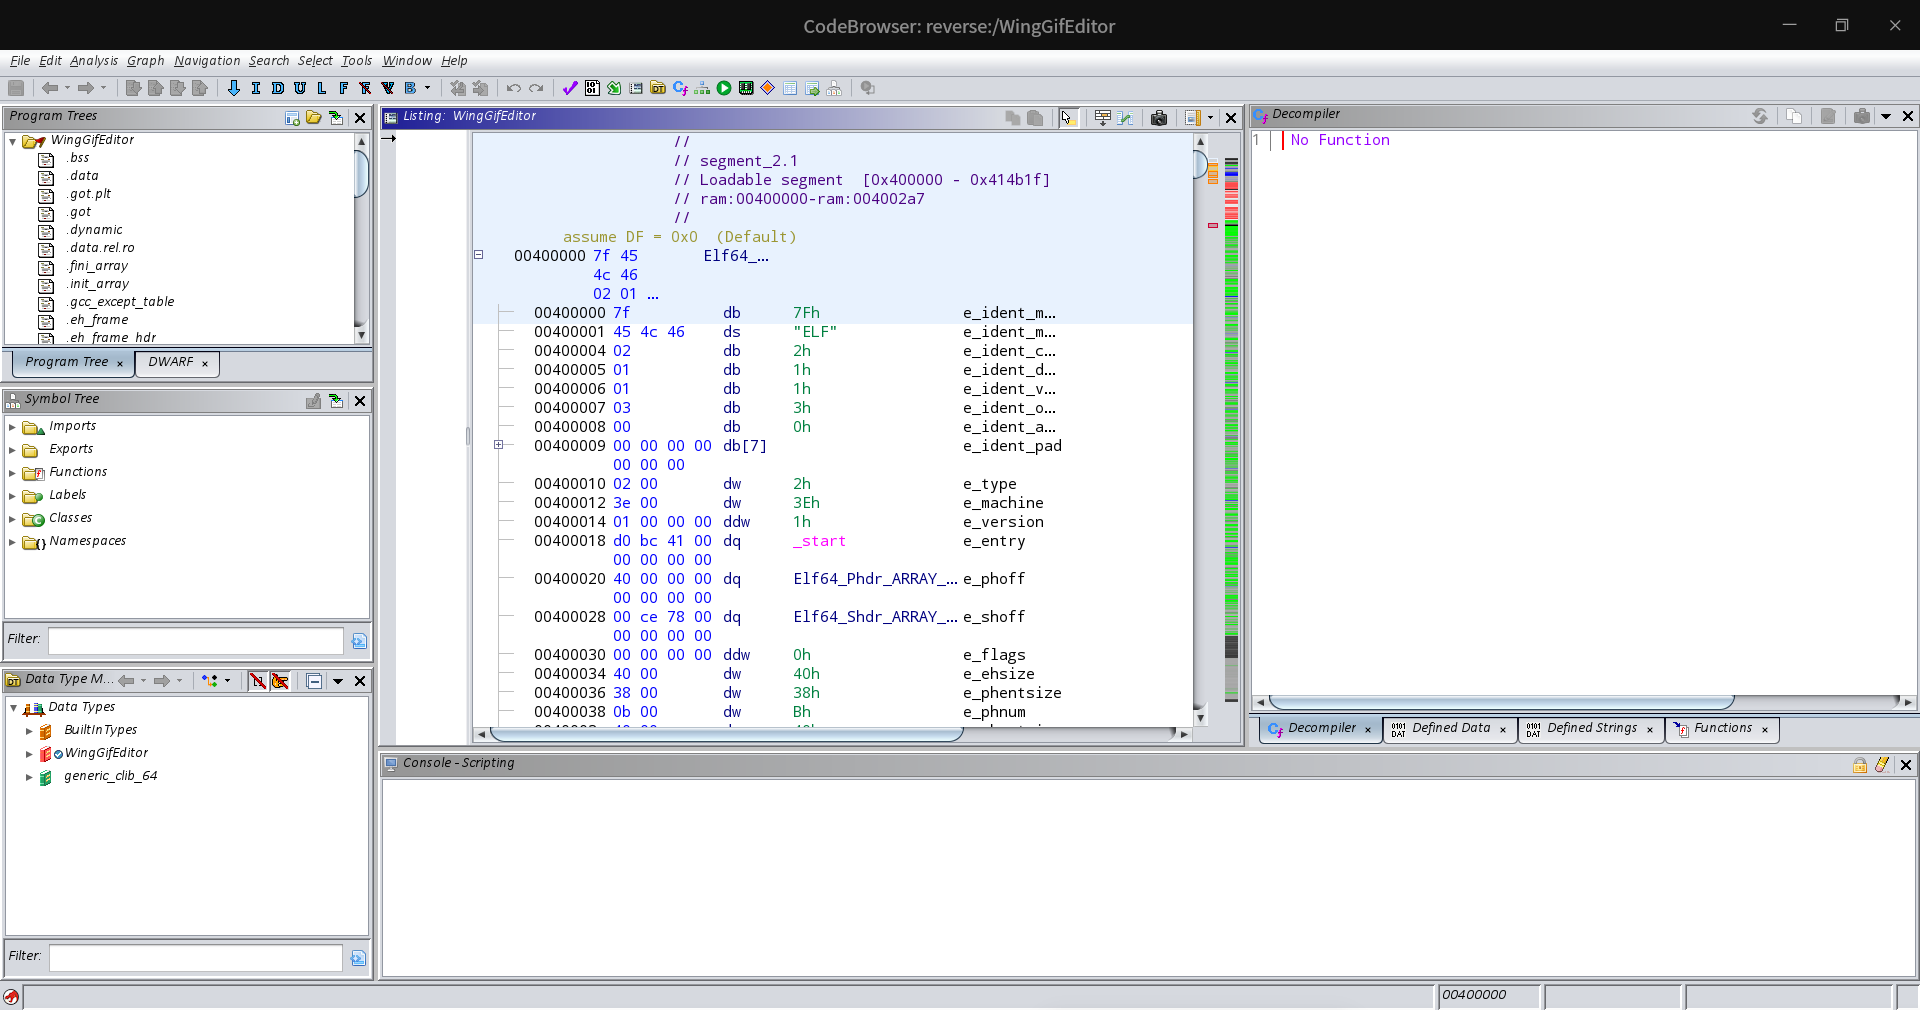 CodeBrowser: reverse:/WingGifEditor
File Edit Analysis Graph Navigation Search Select Tools Window Help
I D U L F B
Program Trees
WingGifEditor
.bss
.data
.got.plt
.got
.dynamic
.data.rel.ro
.fini_array
.init_array
.gcc_except_table
.eh_frame
.eh_frame_hdr
Program Tree × DWARF ×
Symbol Tree
Imports
Exports
Functions
Labels
Classes
Namespaces
Filter:
Data Type M...
Data Types
BuiltInTypes
WingGifEditor
generic_clib_64
Filter:
Listing: WingGifEditor
//
// segment_2.1
// Loadable segment [0x400000 - 0x414b1f]
// ram:00400000-ram:004002a7
//
assume DF = 0x0 (Default)
00400000 7f 45 Elf64_...
4c 46
02 01 ...
00400000 7f db 7Fh e_ident_m...
00400001 45 4c 46 ds "ELF" e_ident_m...
00400004 02 db 2h e_ident_c...
00400005 01 db 1h e_ident_d...
00400006 01 db 1h e_ident_v...
00400007 03 db 3h e_ident_o...
00400008 00 db 0h e_ident_a...
00400009 00 00 00 00 db[7] e_ident_pad
00 00 00
00400010 02 00 dw 2h e_type
00400012 3e 00 dw 3Eh e_machine
00400014 01 00 00 00 ddw 1h e_version
00400018 d0 bc 41 00 dq _start e_entry
00 00 00 00
00400020 40 00 00 00 dq Elf64_Phdr_ARRAY_... e_phoff
00 00 00 00
00400028 00 ce 78 00 dq Elf64_Shdr_ARRAY_... e_shoff
00 00 00 00
00400030 00 00 00 00 ddw 0h e_flags
00400034 40 00 dw 40h e_ehsize
00400036 38 00 dw 38h e_phentsize
00400038 0b 00 dw Bh e_phnum
Decompiler
1 No Function
Decompiler × Defined Data × Defined Strings × Functions ×
Console - Scripting
00400000